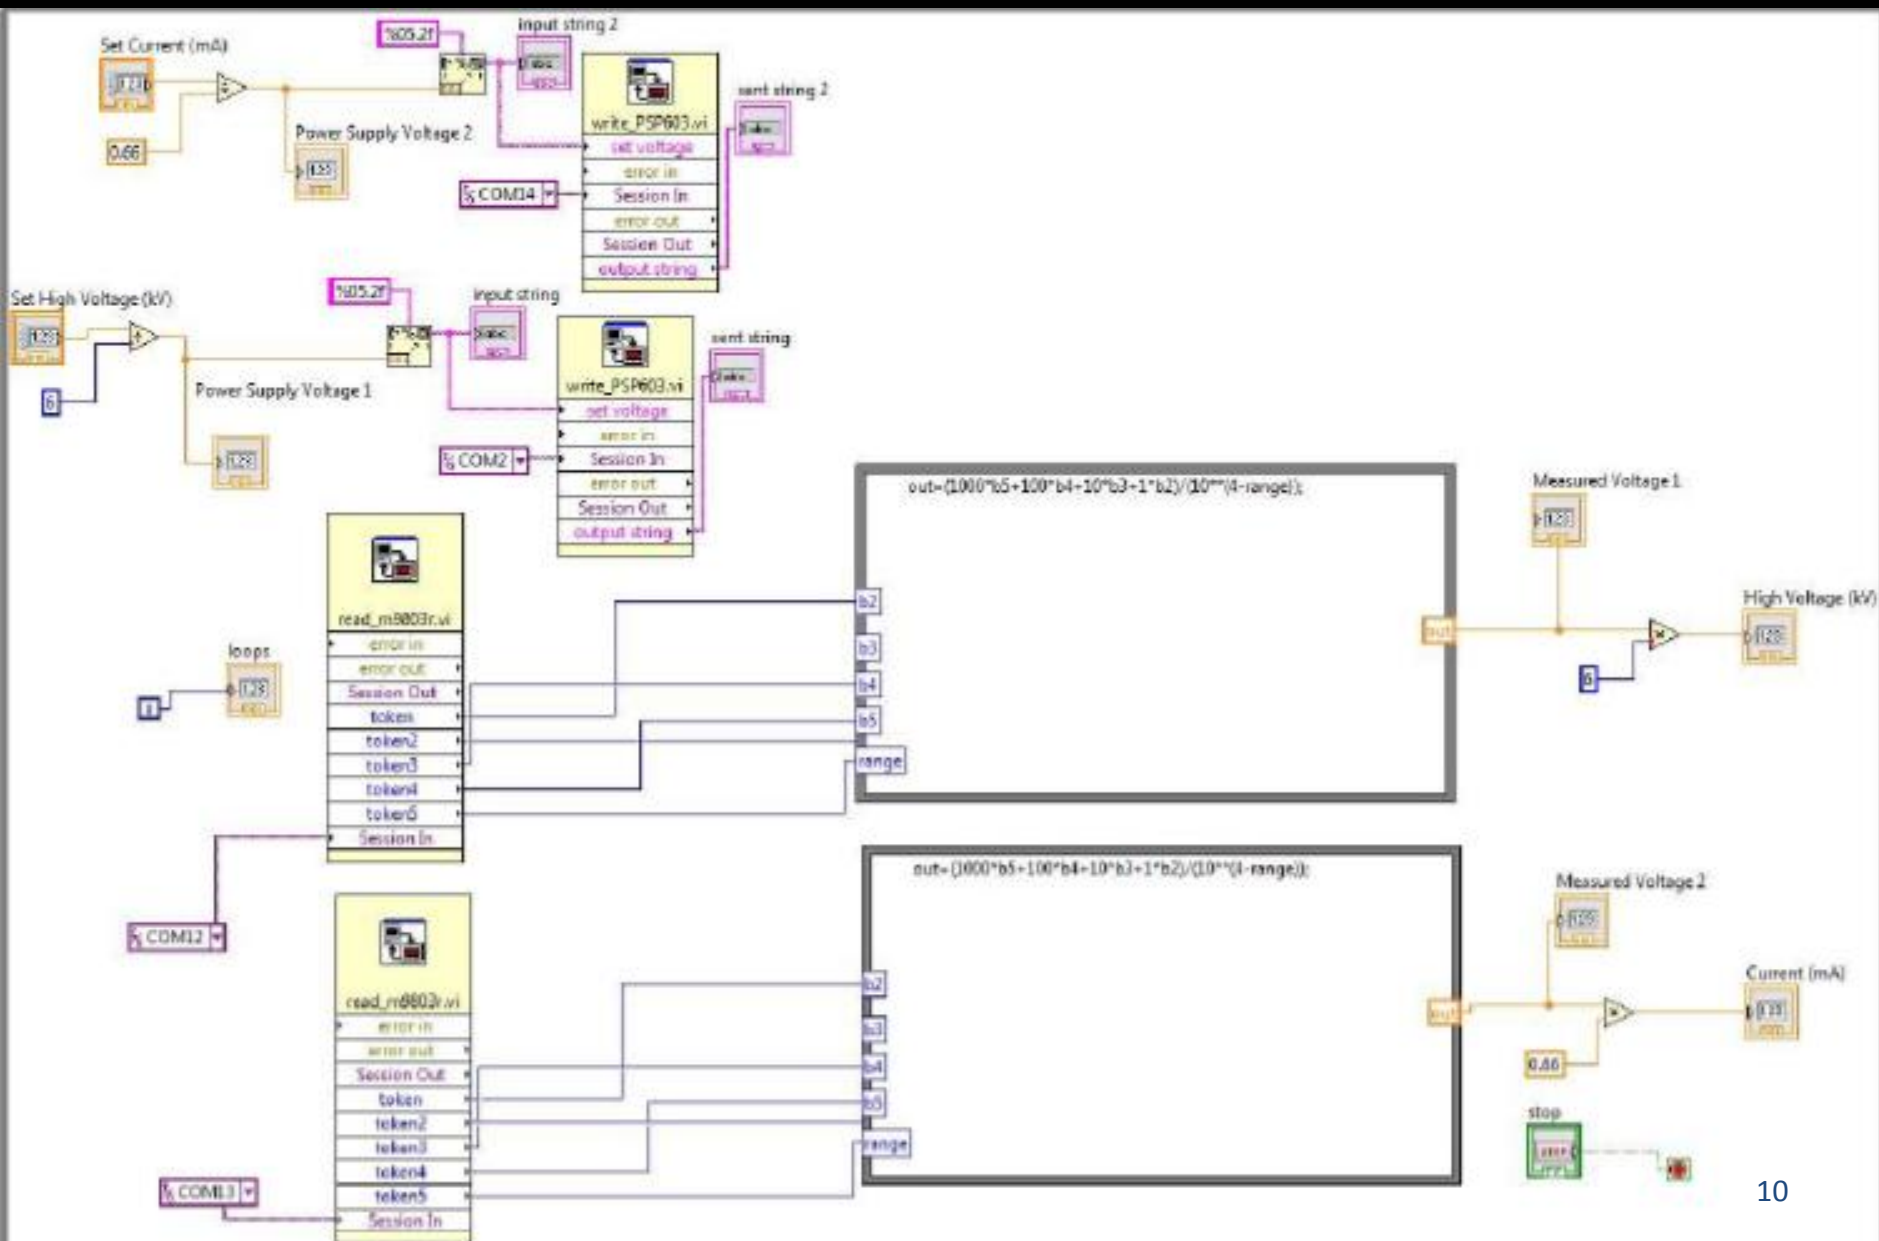 Set Current (mA)
%05.2f
input string 2
0.66
Power Supply Voltage 2
write_PSP603.vi
set voltage
error in
Session In
error out
Session Out
output string
sent string 2
COM14
Set High Voltage (kV)
%05.2f
input string
6
Power Supply Voltage 1
write_PSP603.vi
set voltage
error in
Session In
error out
Session Out
output string
sent string
COM2
out=(1000*b5+100*b4+10*b3+1*b2)/(10**(4-range));
b2
b3
b4
b5
range
out
Measured Voltage 1
6
High Voltage (kV)
loops
i
error in
error out
Session Out
token
token2
token3
token4
token5
Session In
COM12
out=(1000*b5+100*b4+10*b3+1*b2)/(10**(4-range));
b2
b3
b4
b5
range
out
Measured Voltage 2
0.66
Current (mA)
error in
error out
Session Out
token
token2
token3
token4
token5
Session In
COM13
stop
10